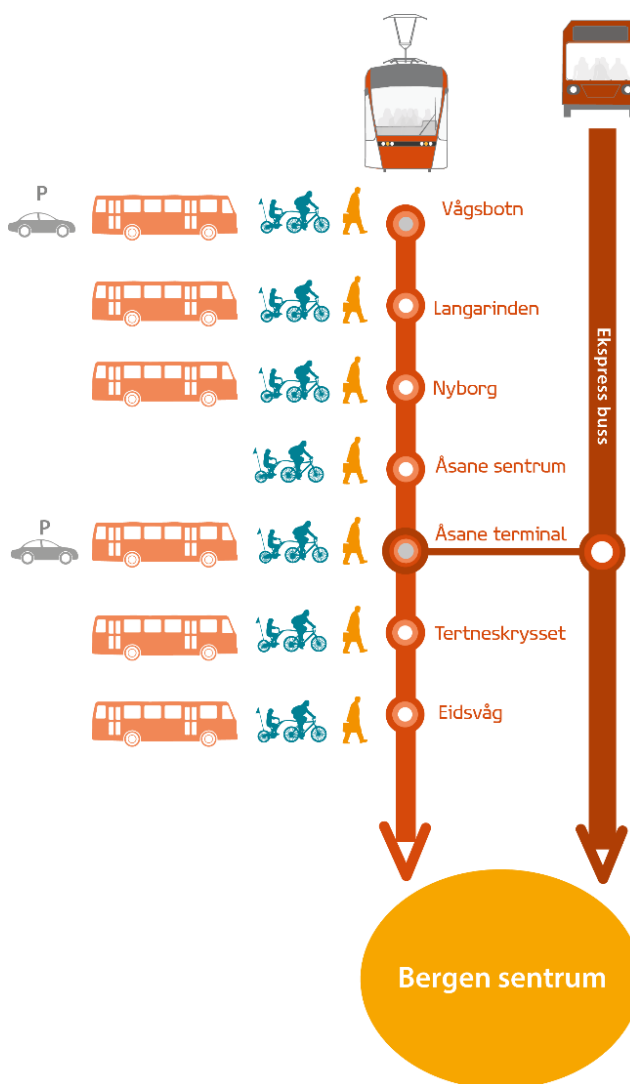 P
Vågsbotn
Langarinden
Nyborg
Åsane sentrum
P
Åsane terminal
Tertneskrysset
Eidsvåg
Ekspress buss
Bergen sentrum